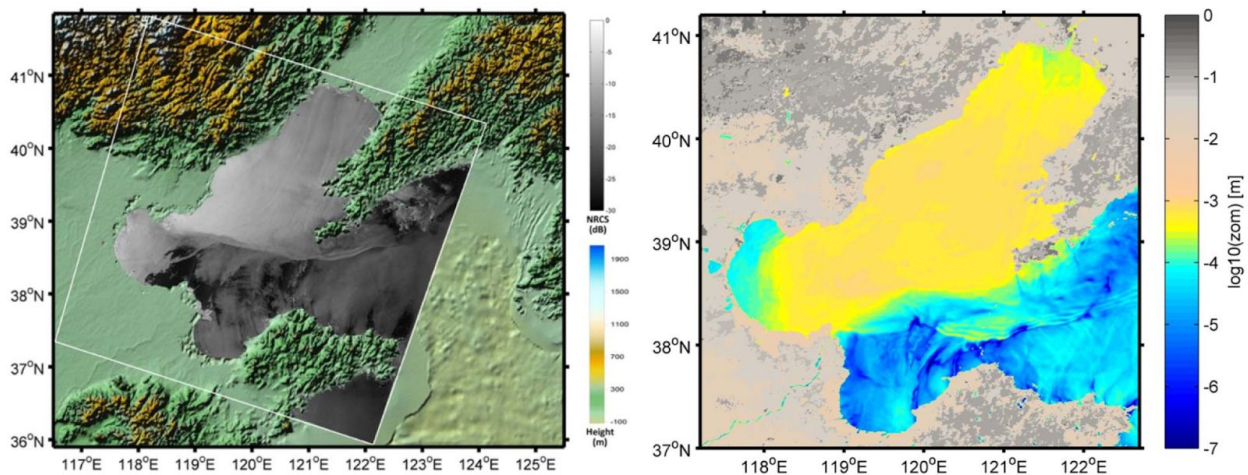 41°N
40°N
39°N
38°N
37°N
36°N
117°E 118°E 119°E 120°E 121°E 122°E 123°E 124°E 125°E
0
-5
-10
-15
-20
-25
-30
NRCS
(dB)
1900
1500
1100
700
300
-100
Height
(m)
41°N
40°N
39°N
38°N
37°N
118°E 119°E 120°E 121°E 122°E
0
-1
-2
-3
-4
-5
-6
-7
log10(zom) [m]